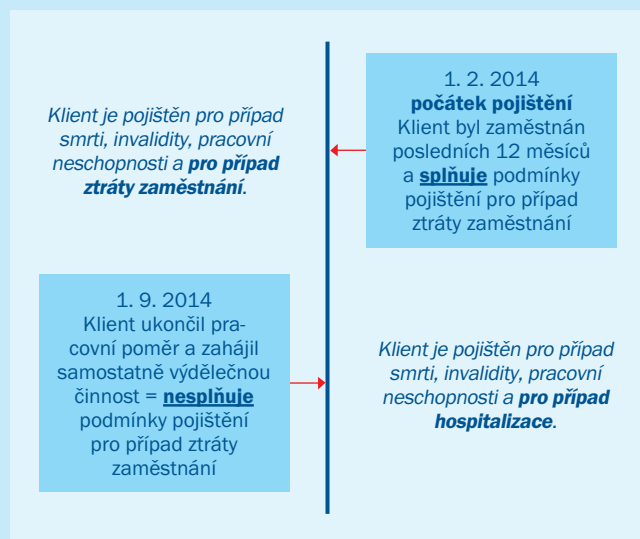 Klient je pojištěn pro případ
smrti, invalidity, pracovní
neschopnosti a pro případ
ztráty zaměstnání.
1. 2. 2014
počátek pojištění
Klient byl zaměstnán
posledních 12 měsíců
a splňuje podmínky
pojištění pro případ
ztráty zaměstnání
1. 9. 2014
Klient ukončil pra-
covní poměr a zahájil
samostatně výdělečnou
činnost = nesplňuje
podmínky pojištění
pro případ ztráty
zaměstnání
Klient je pojištěn pro případ
smrti, invalidity, pracovní
neschopnosti a pro případ
hospitalizace.